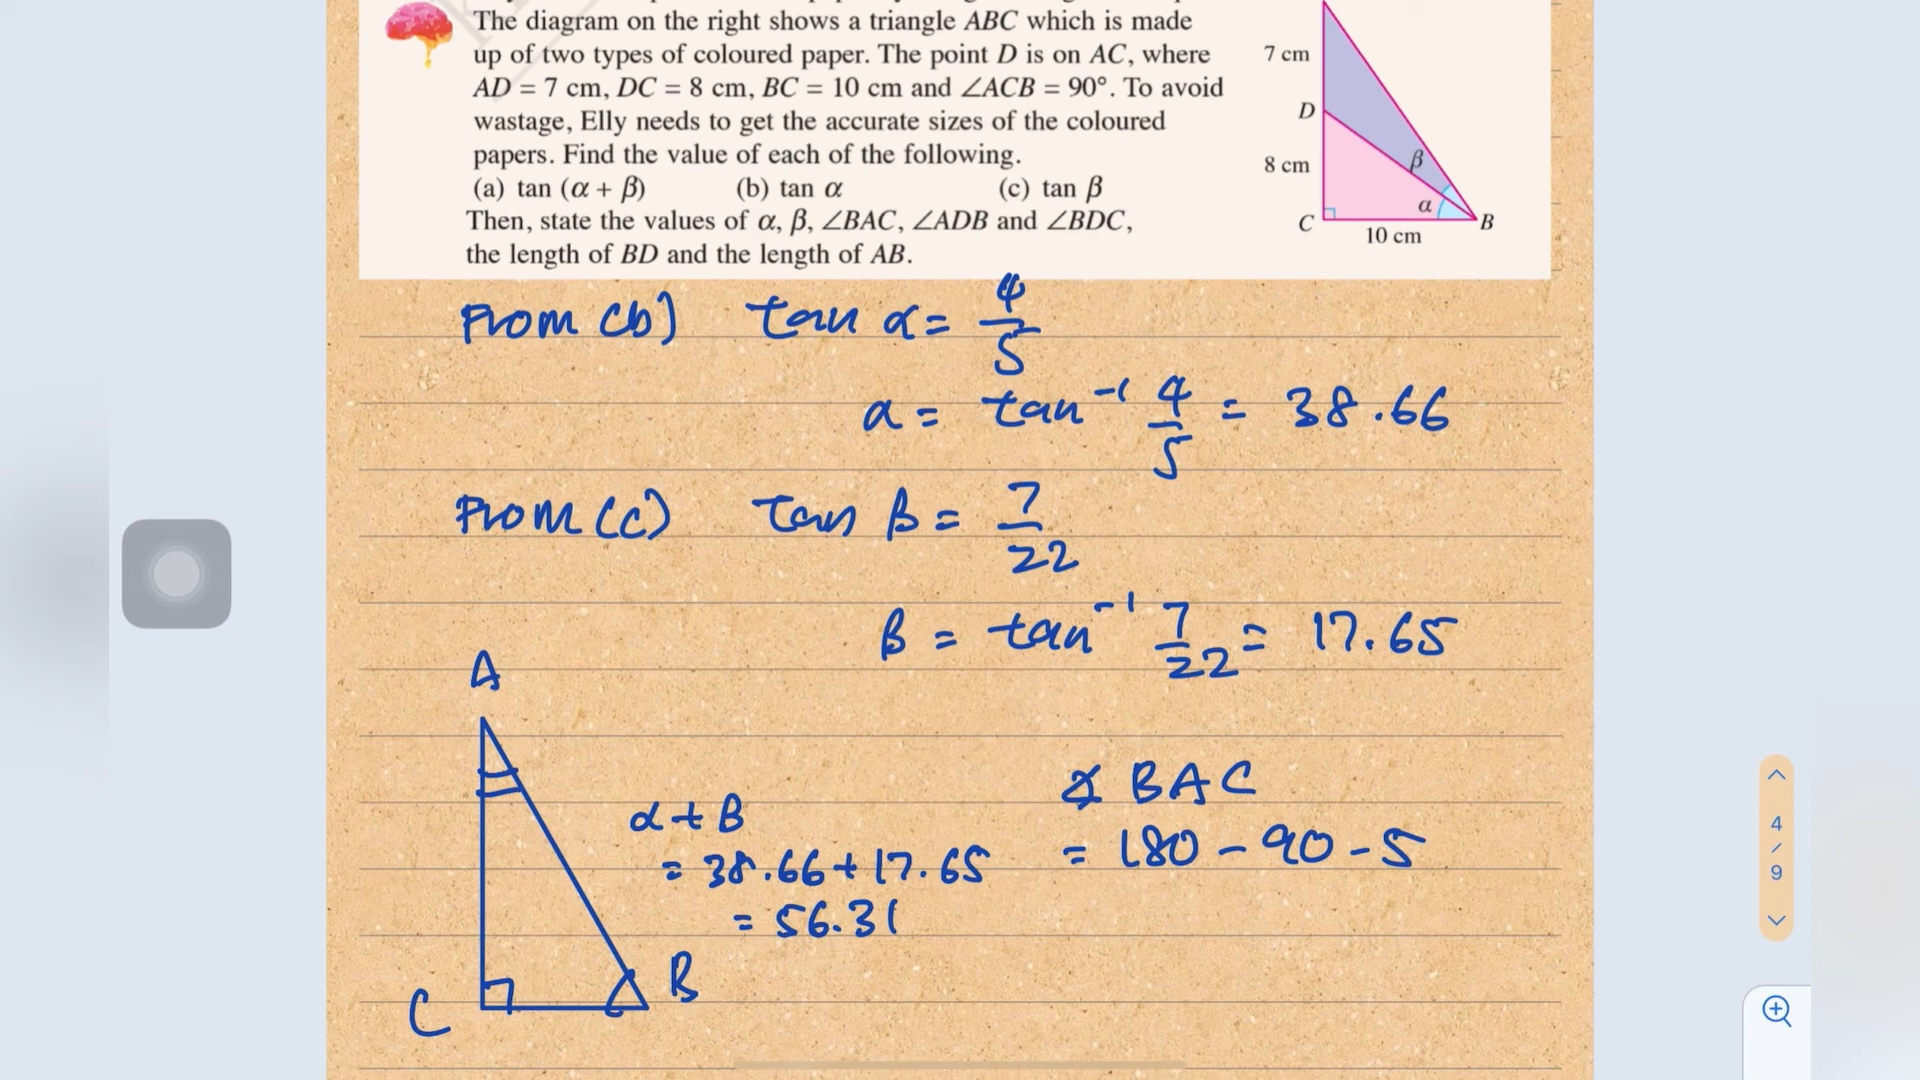 The diagram on the right shows a triangle ABC which is made
up of two types of coloured paper. The point D is on AC, where
AD = 7 cm, DC = 8 cm, BC = 10 cm and ∠ACB = 90°. To avoid
wastage, Elly needs to get the accurate sizes of the coloured
papers. Find the value of each of the following.
(a) tan (α + β) (b) tan α (c) tan β
Then, state the values of α, β, ∠BAC, ∠ADB and ∠BDC,
the length of BD and the length of AB.
7 cm
D
β
8 cm
α
C
B
10 cm
From (b) tan α = 4/5
α = tan⁻¹ 4/5 = 38.66
From (c) tan β = 7/22
β = tan⁻¹ 7/22 = 17.65
A
α + B
= 38.66 + 17.65
= 56.31
B
C
∡ BAC
= 180 - 90 - 5
4
/
9